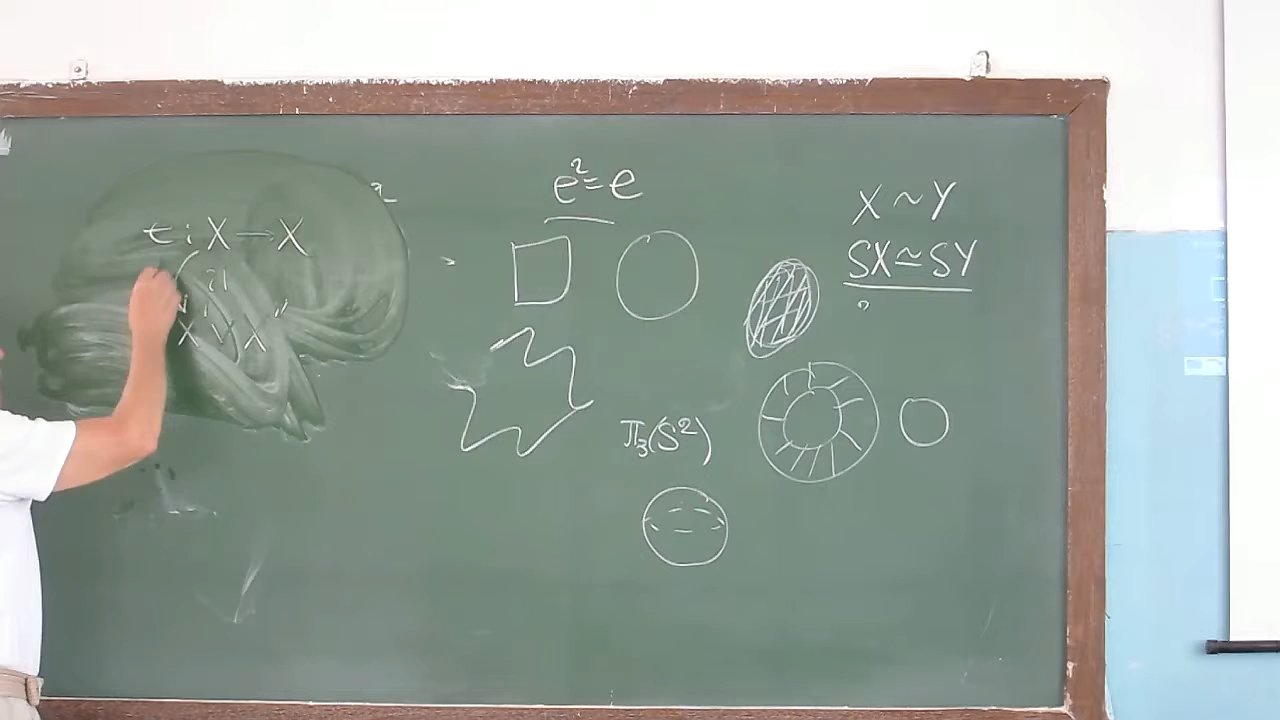 t : X → X
X ∨ X
e²=e
π₃(S²)
X ~ Y
SX ≃ SY